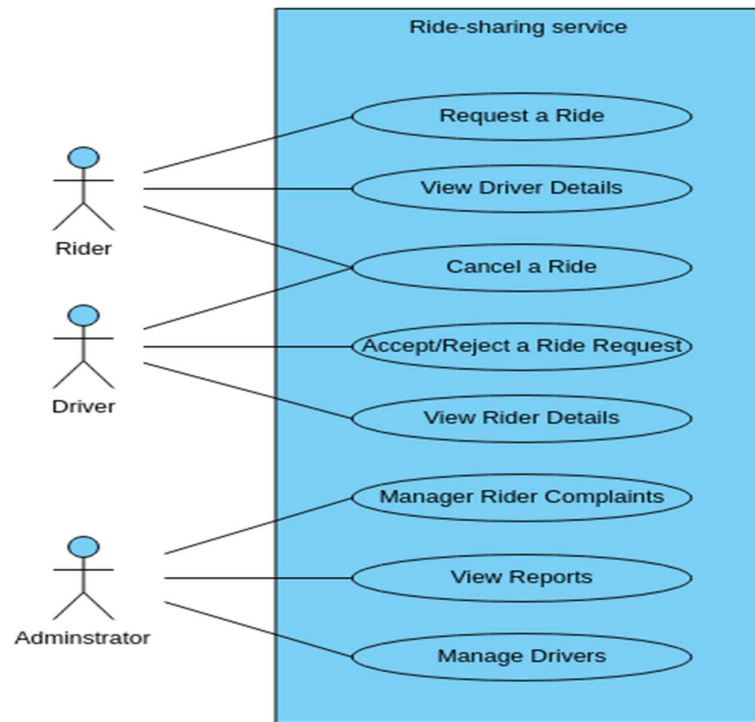 Ride-sharing service
Request a Ride
View Driver Details
Rider
Cancel a Ride
Accept/Reject a Ride Request
Driver
View Rider Details
Manager Rider Complaints
View Reports
Adminstrator
Manage Drivers